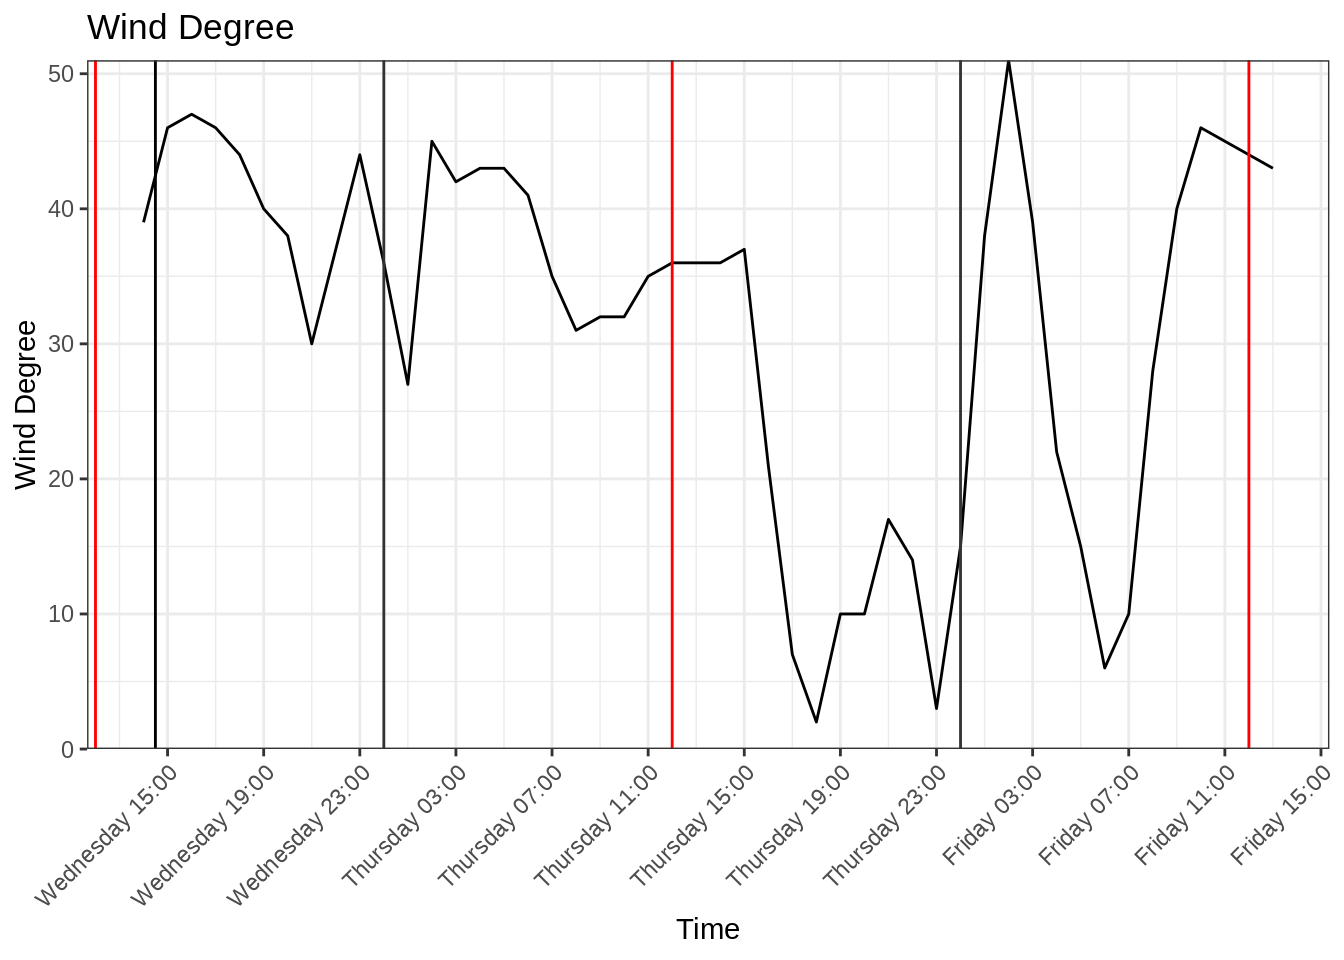 Wind Degree
Wind Degree
50
40
30
20
10
0
Wednesday 15:00
Wednesday 19:00
Wednesday 23:00
Thursday 03:00
Thursday 07:00
Thursday 11:00
Thursday 15:00
Thursday 19:00
Thursday 23:00
Friday 03:00
Friday 07:00
Friday 11:00
Friday 15:00
Time